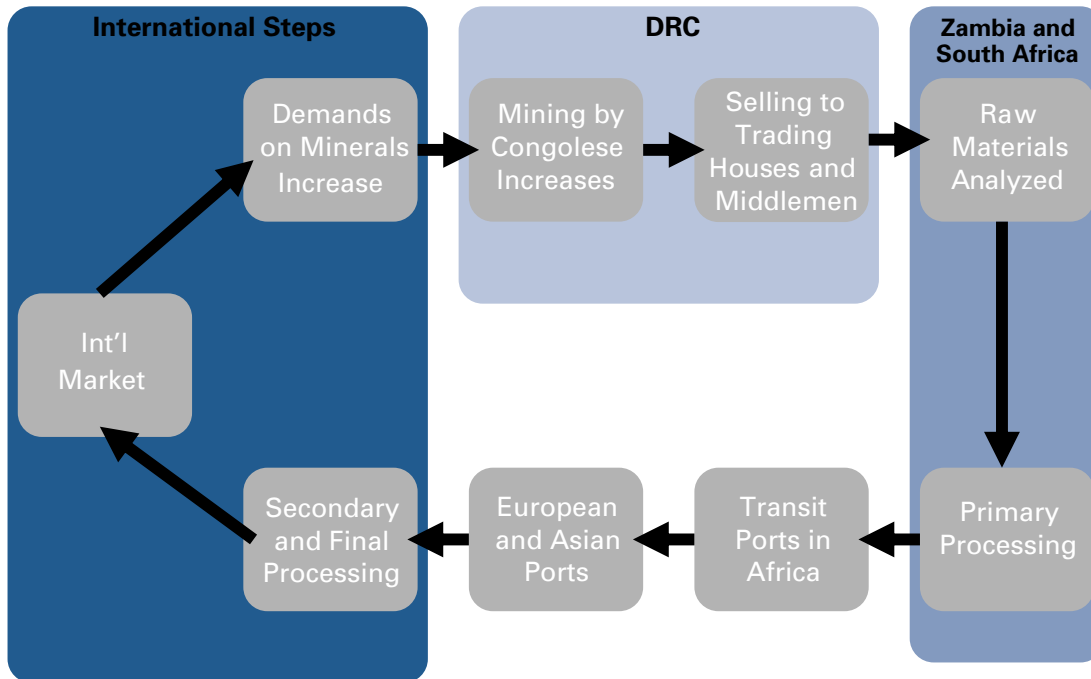 International Steps
DRC
Zambia and
South Africa
Demands
on Minerals
Increase
Mining by
Congolese
Increases
Selling to
Trading
Houses and
Middlemen
Raw
Materials
Analyzed
Int'l
Market
Secondary
and Final
Processing
European
and Asian
Ports
Transit
Ports in
Africa
Primary
Processing